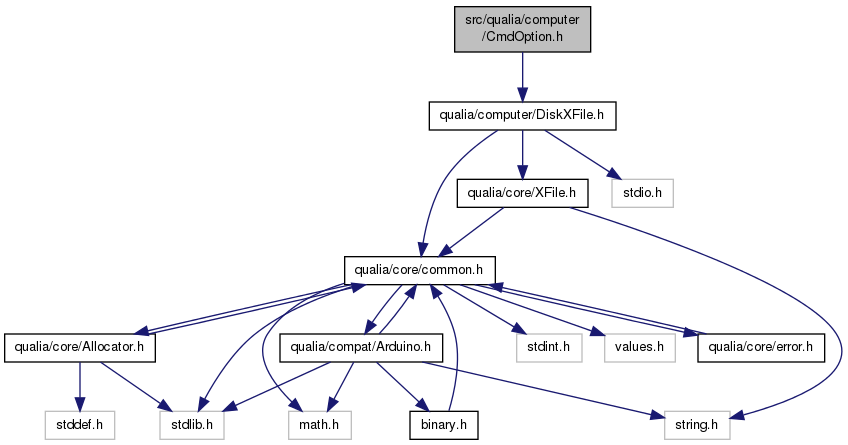 src/qualia/computer
/CmdOption.h
qualia/computer/DiskXFile.h
qualia/core/XFile.h
stdio.h
qualia/core/common.h
qualia/core/Allocator.h
qualia/compat/Arduino.h
stdint.h
values.h
qualia/core/error.h
stddef.h
stdlib.h
math.h
binary.h
string.h